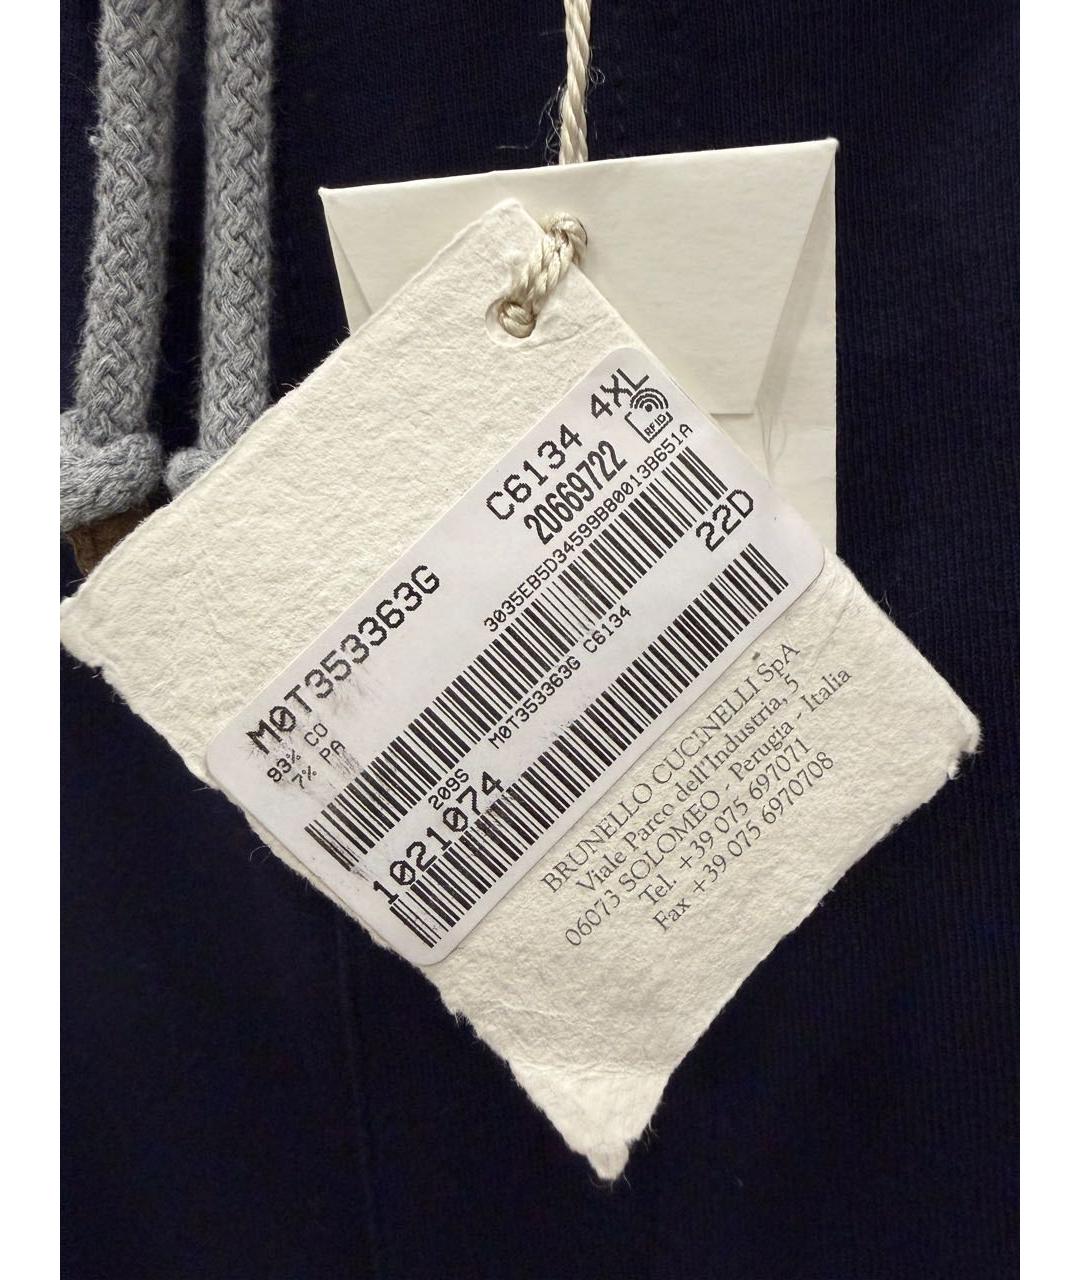 C6134 4XL
20669722
RFID
M0T353363G
93% CO
7% PA
3035EB5D34599B80013B651A
22D
M0T353363G C6134
209S
1021074
BRUNELLO CUCINELLI SpA
Viale Parco dell'Industria, 5
06073 SOLOMEO - Perugia - Italia
Tel. +39 075 697071
Fax +39 075 6970708